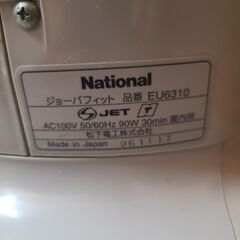 National
ジョーバフィット 品番 EU6310
S JET T
AC100V 50/60Hz 90W 30min 屋内用
松下電工株式会社
Made in Japan 061117